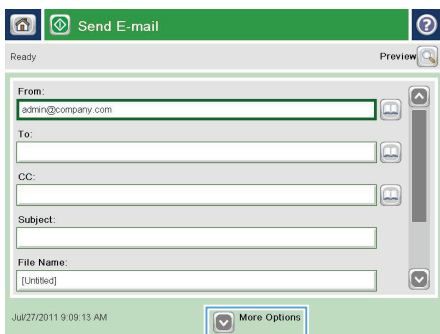 Send E-mail
Ready
Preview
From:
admin@company.com
To:
CC:
Subject:
File Name:
[Untitled]
Jul/27/2011 9:09:13 AM
More Options